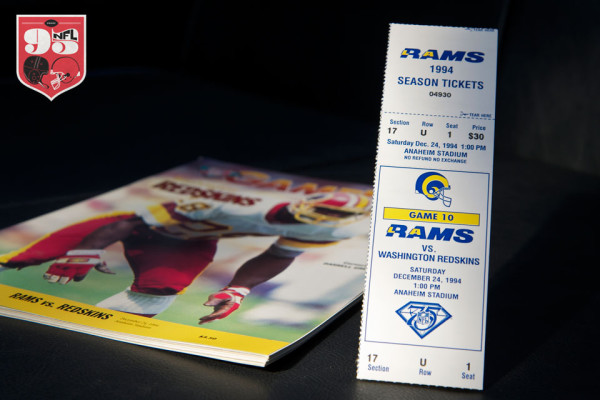 NFL
95
RAMS
1994
SEASON TICKETS
04930
TEAR HERE
Section Row Seat Price
17 U 1 $30
Saturday Dec. 24, 1994 1:00 PM
ANAHEIM STADIUM
NO REFUND NO EXCHANGE
GAME 10
RAMS
VS.
WASHINGTON REDSKINS
SATURDAY
DECEMBER 24, 1994
1:00 PM
ANAHEIM STADIUM
75
17 U 1
Section Row Seat
RAMS
REDSKINS
RAMS vs. REDSKINS